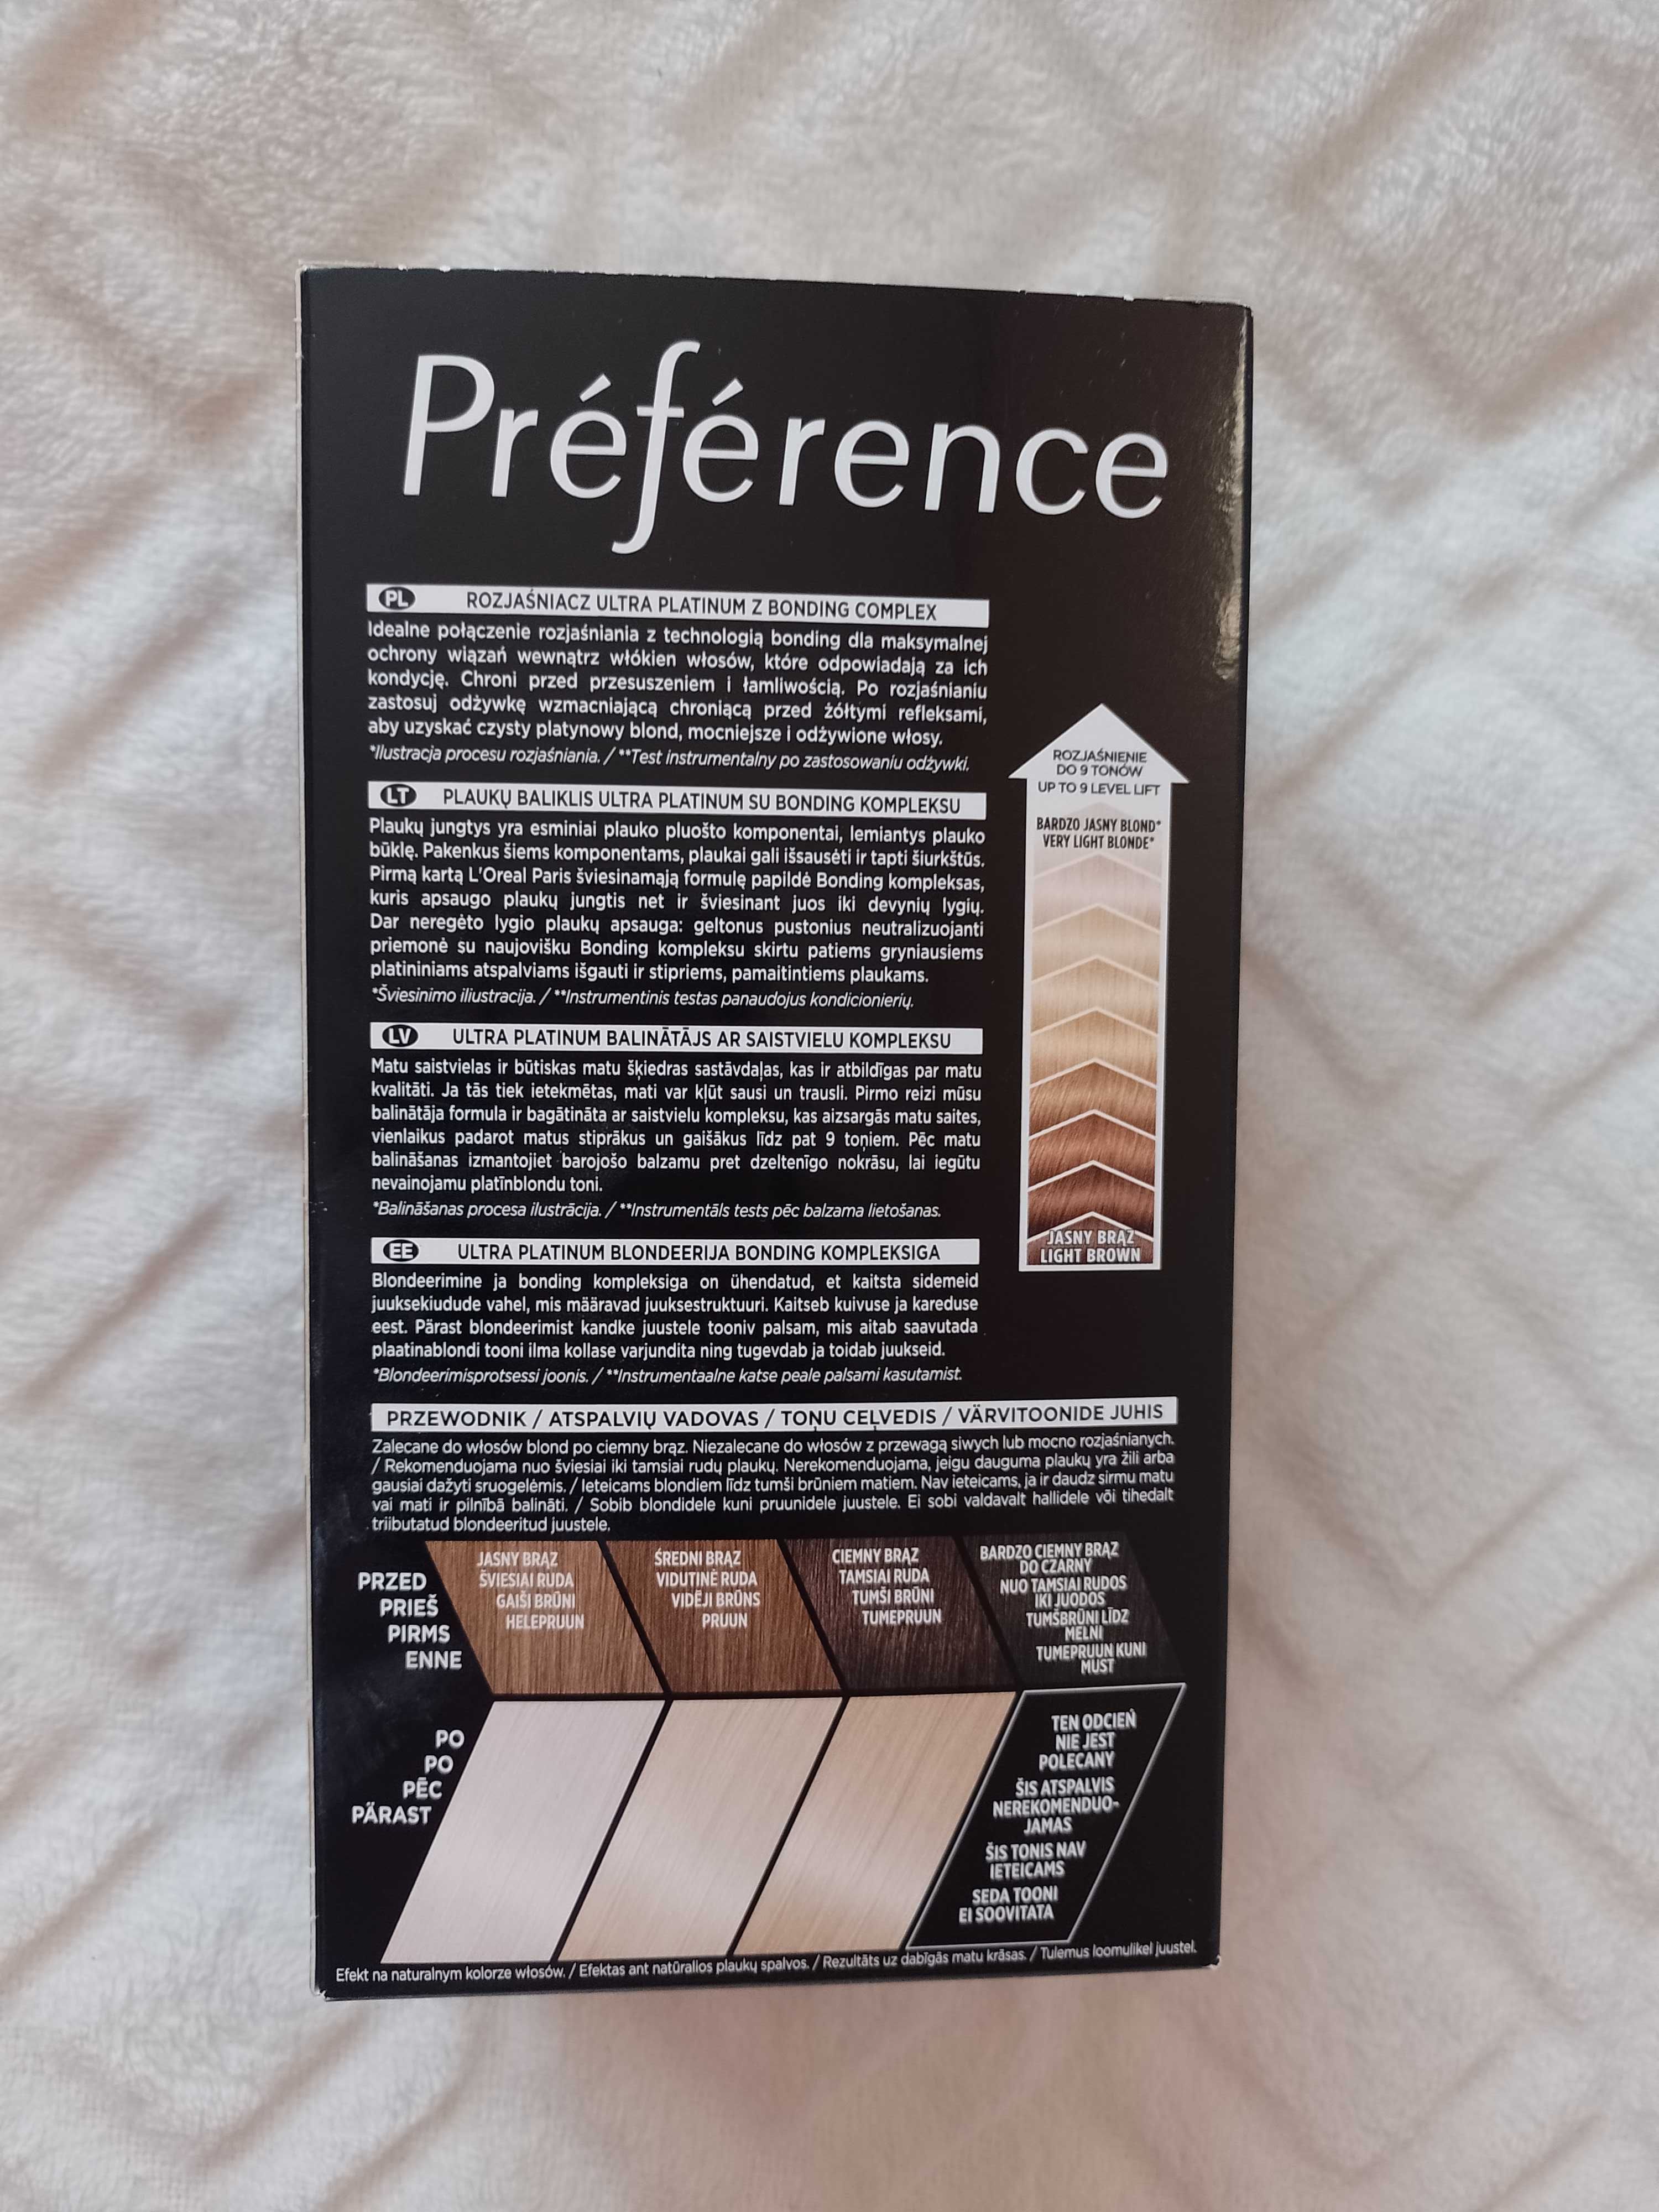 Préférence
PL ROZJAŚNIACZ ULTRA PLATINUM Z BONDING COMPLEX
Idealne połączenie rozjaśniania z technologią bonding dla maksymalnej
ochrony wiązań wewnątrz włókien włosów, które odpowiadają za ich
kondycję. Chroni przed przesuszeniem i łamliwością. Po rozjaśnianiu
zastosuj odżywkę wzmacniającą chroniącą przed żółtymi refleksami,
aby uzyskać czysty platynowy blond, mocniejsze i odżywione włosy.
*Ilustracja procesu rozjaśniania. / **Test instrumentalny po zastosowaniu odżywki.
LT PLAUKŲ BALIKLIS ULTRA PLATINUM SU BONDING KOMPLEKSU
Plaukų jungtys yra esminiai plauko pluošto komponentai, lemiantys plauko
būklę. Pakenkus šiems komponentams, plaukai gali išsausėti ir tapti šiurkštūs.
Pirmą kartą L'Oreal Paris šviesinamąją formulę papildė Bonding kompleksas,
kuris apsaugo plaukų jungtis net ir šviesinant juos iki devynių lygių.
Dar neregėto lygio plaukų apsauga: geltonus pustonius neutralizuojanti
priemonė su naujovišku Bonding kompleksu skirtu patiems gryniausiems
platininiams atspalviams išgauti ir stipriems, pamaitintiems plaukams.
*Šviesinimo iliustracija. / **Instrumentinis testas panaudojus kondicionierių.
LV ULTRA PLATINUM BALINĀTĀJS AR SAISTVIELU KOMPLEKSU
Matu saistvielas ir būtiskas matu šķiedras sastāvdaļas, kas ir atbildīgas par matu
kvalitāti. Ja tās tiek ietekmētas, mati var kļūt sausi un trausli. Pirmo reizi mūsu
balinātāja formula ir bagātināta ar saistvielu kompleksu, kas aizsargās matu saites,
vienlaikus padarot matus stiprākus un gaišākus līdz pat 9 toņiem. Pēc matu
balināšanas izmantojiet barojošo balzamu pret dzeltenīgo nokrāsu, lai iegūtu
nevainojamu platīnblondu toni.
*Balināšanas procesa ilustrācija. / **Instrumentāls tests pēc balzama lietošanas.
EE ULTRA PLATINUM BLONDEERIJA BONDING KOMPLEKSIGA
Blondeerimine ja bonding kompleksiga on ühendatud, et kaitsta sidemeid
juuksekiudude vahel, mis määravad juuksestruktuuri. Kaitseb kuivuse ja kareduse
eest. Pärast blondeerimist kandke juustele tooniv palsam, mis aitab saavutada
plaatinablondi tooni ilma kollase varjundita ning tugevdab ja toidab juukseid.
*Blondeerimisprotsessi joonis. / **Instrumentaalne katse peale palsami kasutamist.
ROZJAŚNIENIE
DO 9 TONÓW
UP TO 9 LEVEL LIFT
BARDZO JASNY BLOND*
VERY LIGHT BLONDE*
JASNY BRĄZ
LIGHT BROWN
PRZEWODNIK / ATSPALVIŲ VADOVAS / TOŅU CEĻVEDIS / VÄRVITOONIDE JUHIS
Zalecane do włosów blond po ciemny brąz. Niezalecane do włosów z przewagą siwych lub mocno rozjaśnianych.
/ Rekomenduojama nuo šviesiai iki tamsiai rudų plaukų. Nerekomenduojama, jeigu dauguma plaukų yra žili arba
gausiai dažyti sruogelėmis. / Ieteicams blondiem līdz tumši brūniem matiem. Nav ieteicams, ja ir daudz sirmu matu
vai mati ir pilnībā balināti. / Sobib blondidele kuni pruunidele juustele. Ei sobi valdavalt hallidele või tihedalt
triibutatud blondeeritud juustele.
PRZED
PRIEŠ
PIRMS
ENNE
JASNY BRĄZ
ŠVIESIAI RUDA
GAIŠI BRŪNI
HELEPRUUN
ŚREDNI BRĄZ
VIDUTINĖ RUDA
VIDĒJI BRŪNS
PRUUN
CIEMNY BRĄZ
TAMSIAI RUDA
TUMŠI BRŪNI
TUMEPRUUN
BARDZO CIEMNY BRĄZ
DO CZARNY
NUO TAMSIAI RUDOS
IKI JUODOS
TUMŠBRŪNI LĪDZ
MELNI
TUMEPRUUN KUNI
MUST
PO
PO
PĒC
PÄRAST
TEN ODCIEŃ
NIE JEST
POLECANY
ŠIS ATSPALVIS
NEREKOMENDUO-
JAMAS
ŠIS TONIS NAV
IETEICAMS
SEDA TOONI
EI SOOVITATA
Efekt na naturalnym kolorze włosów. / Efektas ant natūralios plaukų spalvos. / Rezultāts uz dabīgās matu krāsas. / Tulemus loomulikel juustel.